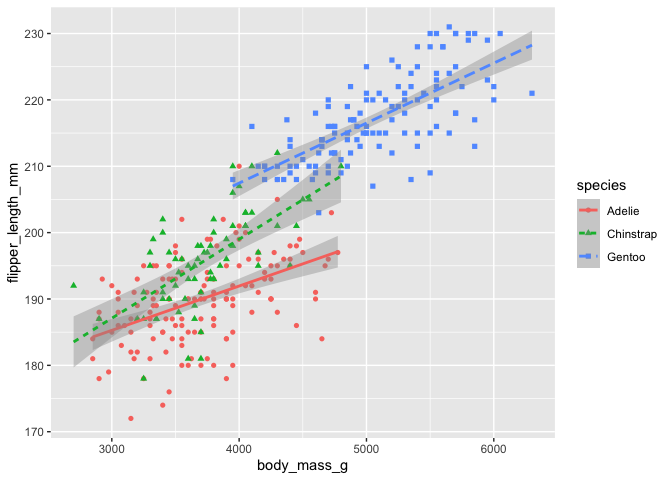 230
220
210
200
190
180
170
flipper_length_mm
3000
4000
5000
6000
body_mass_g
species
Adelie
Chinstrap
Gentoo